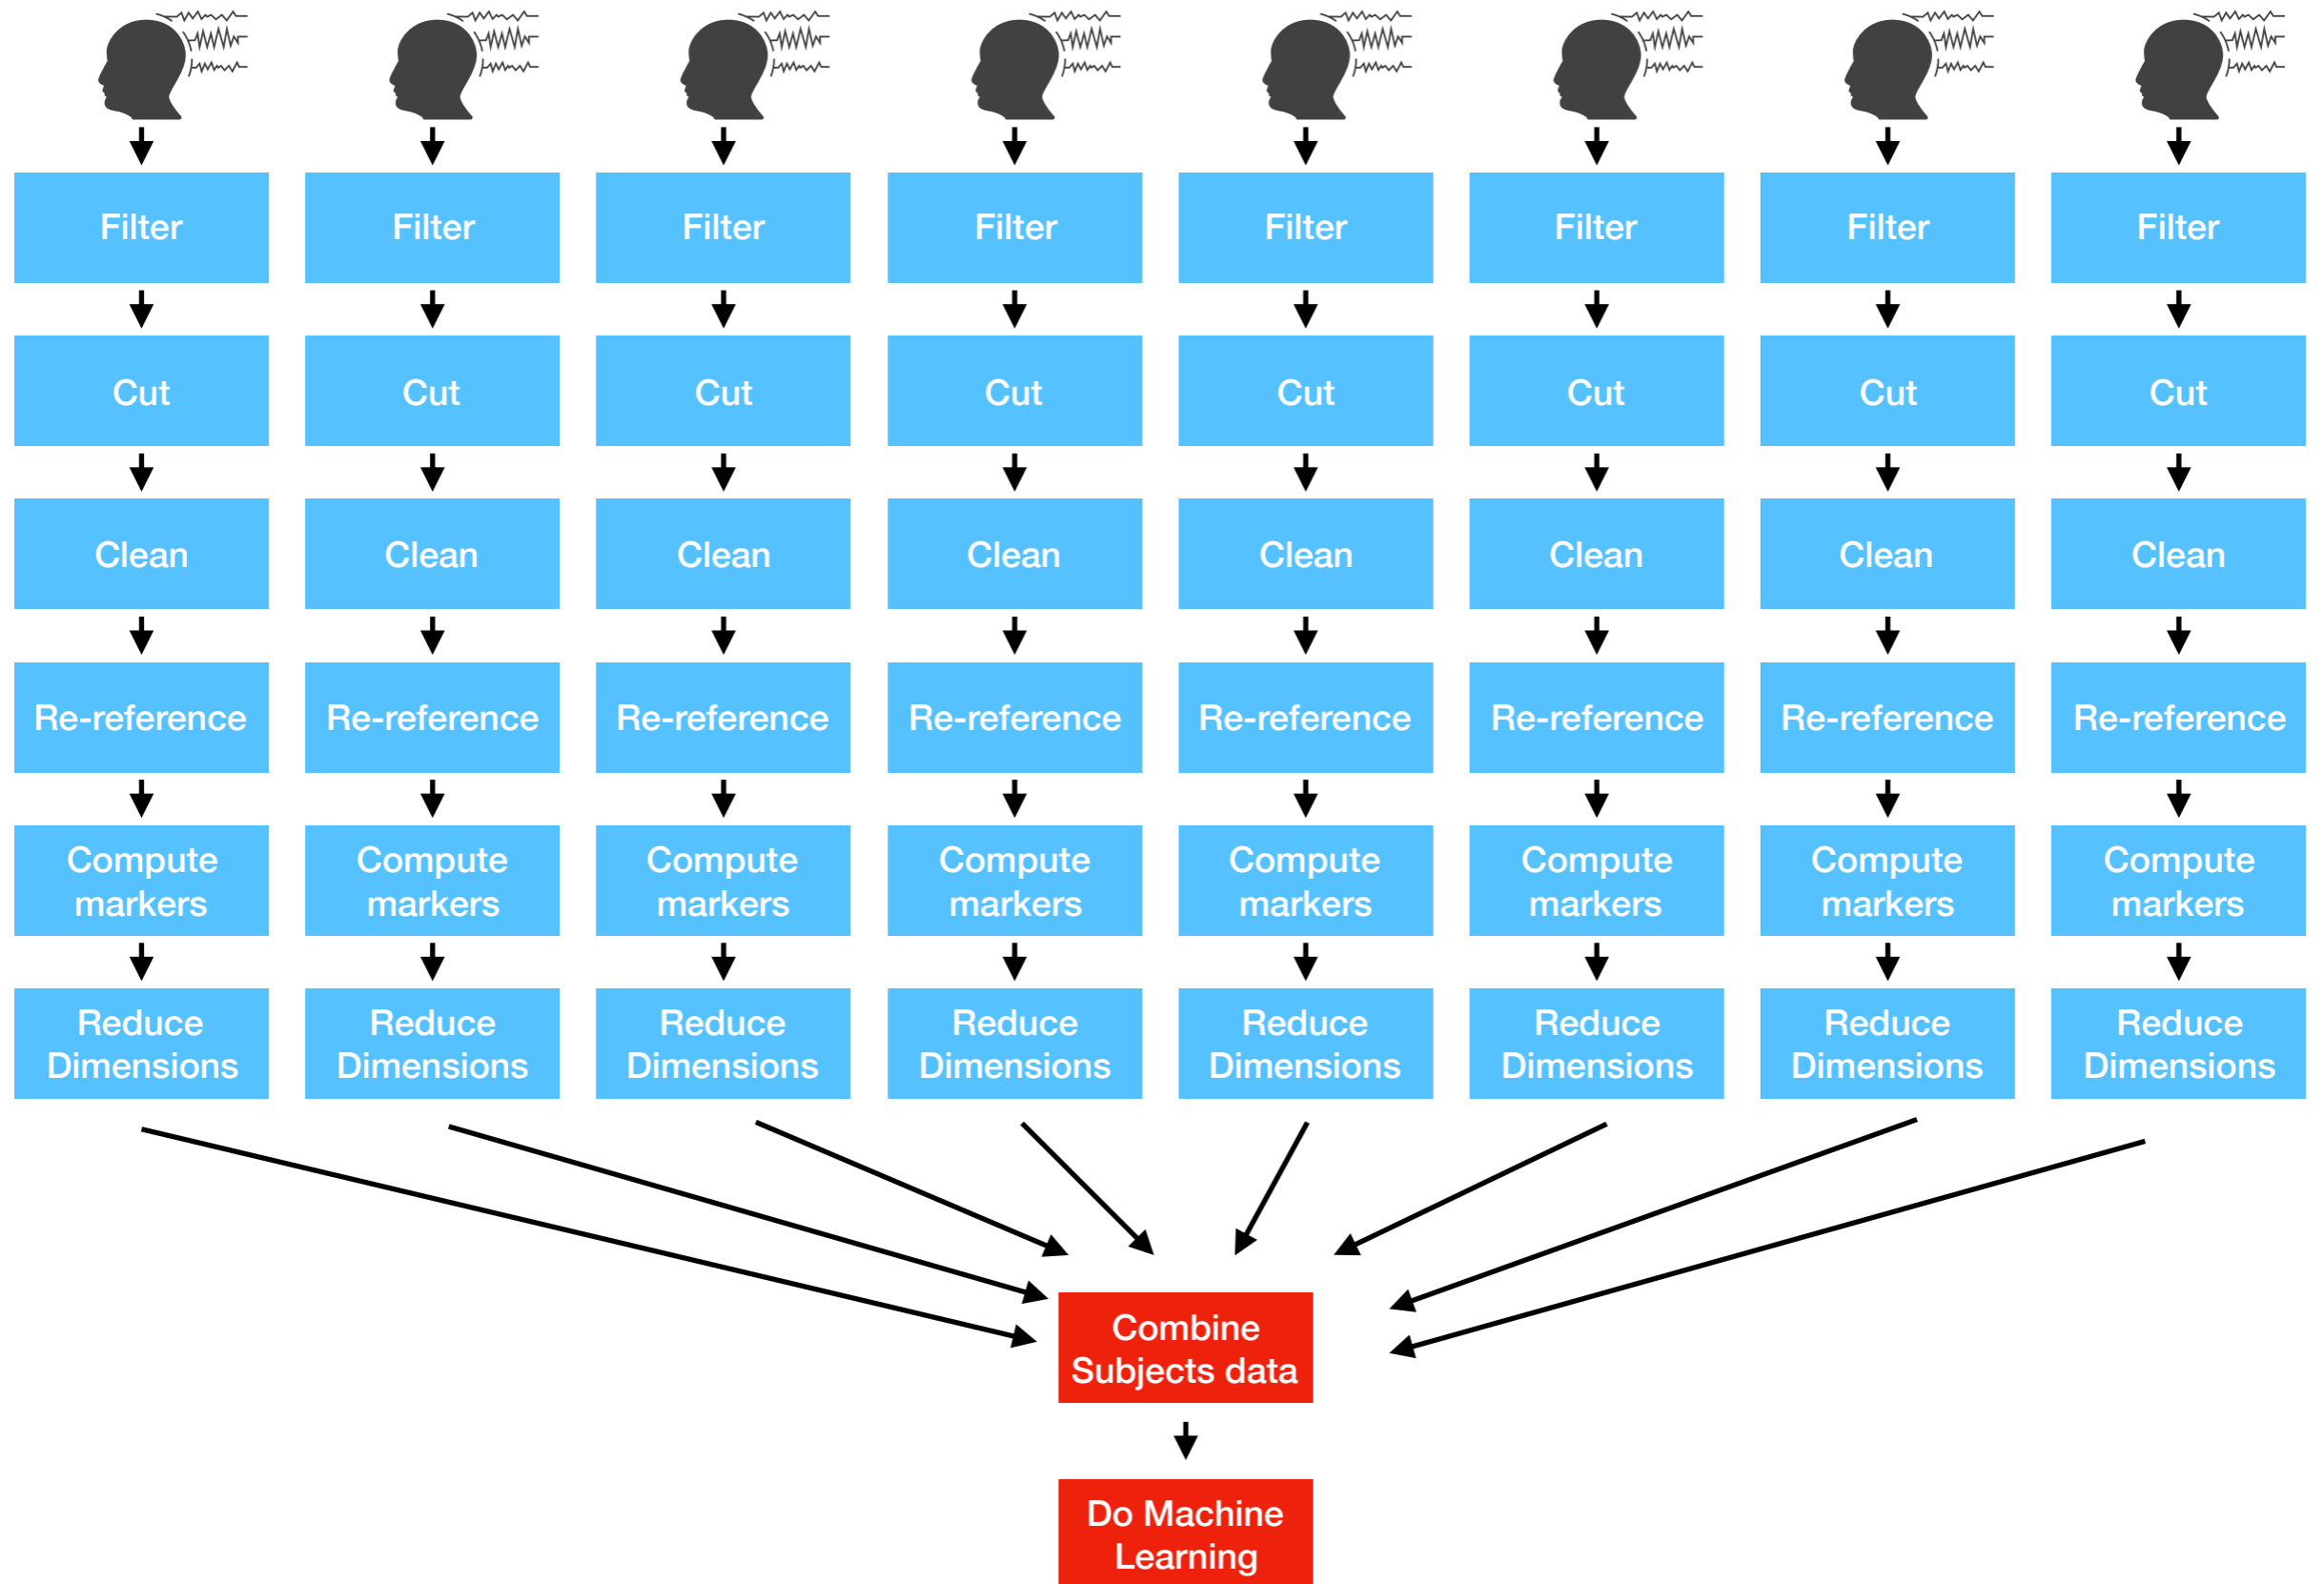 Filter Filter Filter Filter Filter Filter Filter Filter
Cut Cut Cut Cut Cut Cut Cut Cut
Clean Clean Clean Clean Clean Clean Clean Clean
Re-reference Re-reference Re-reference Re-reference Re-reference Re-reference Re-reference Re-reference
Compute Compute Compute Compute Compute Compute Compute Compute
markers markers markers markers markers markers markers markers
Reduce Reduce Reduce Reduce Reduce Reduce Reduce Reduce
Dimensions Dimensions Dimensions Dimensions Dimensions Dimensions Dimensions Dimensions
Combine
Subjects data
Do Machine
Learning